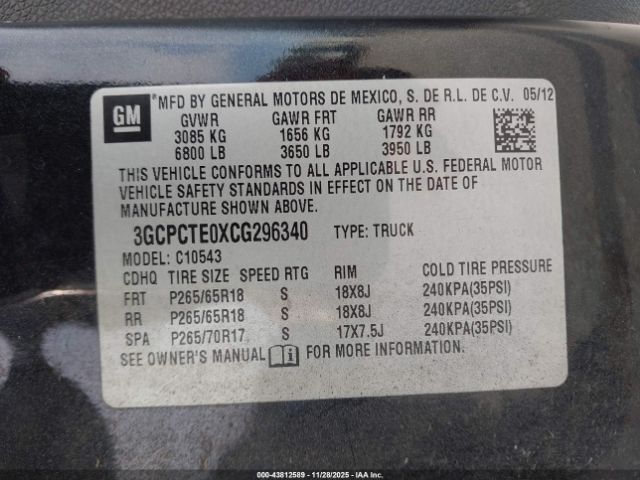 GM
*MFD BY GENERAL MOTORS DE MEXICO, S. DE R.L. DE C.V. 05/12
GVWR GAWR FRT GAWR RR
3085 KG 1656 KG 1792 KG
6800 LB 3650 LB 3950 LB
THIS VEHICLE CONFORMS TO ALL APPLICABLE U.S. FEDERAL MOTOR
VEHICLE SAFETY STANDARDS IN EFFECT ON THE DATE OF
MANUFACTURE SHOWN ABOVE.
3GCPCTE0XCG296340 TYPE: TRUCK
MODEL: C10543
CDHQ TIRE SIZE SPEED RTG RIM COLD TIRE PRESSURE
FRT P265/65R18 S 18X8J 240KPA(35PSI)
RR P265/65R18 S 18X8J 240KPA(35PSI)
SPA P265/70R17 S 17X7.5J 240KPA(35PSI)
SEE OWNER'S MANUAL FOR MORE INFORMATION.
© IAA-43812589 | 11/28/2025 - CDHQ